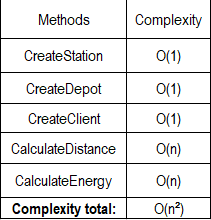 Methods Complexity
CreateStation O(1)
CreateDepot O(1)
CreateClient O(1)
CalculateDistance O(n)
CalculateEnergy O(n)
Complexity total: O(n²)